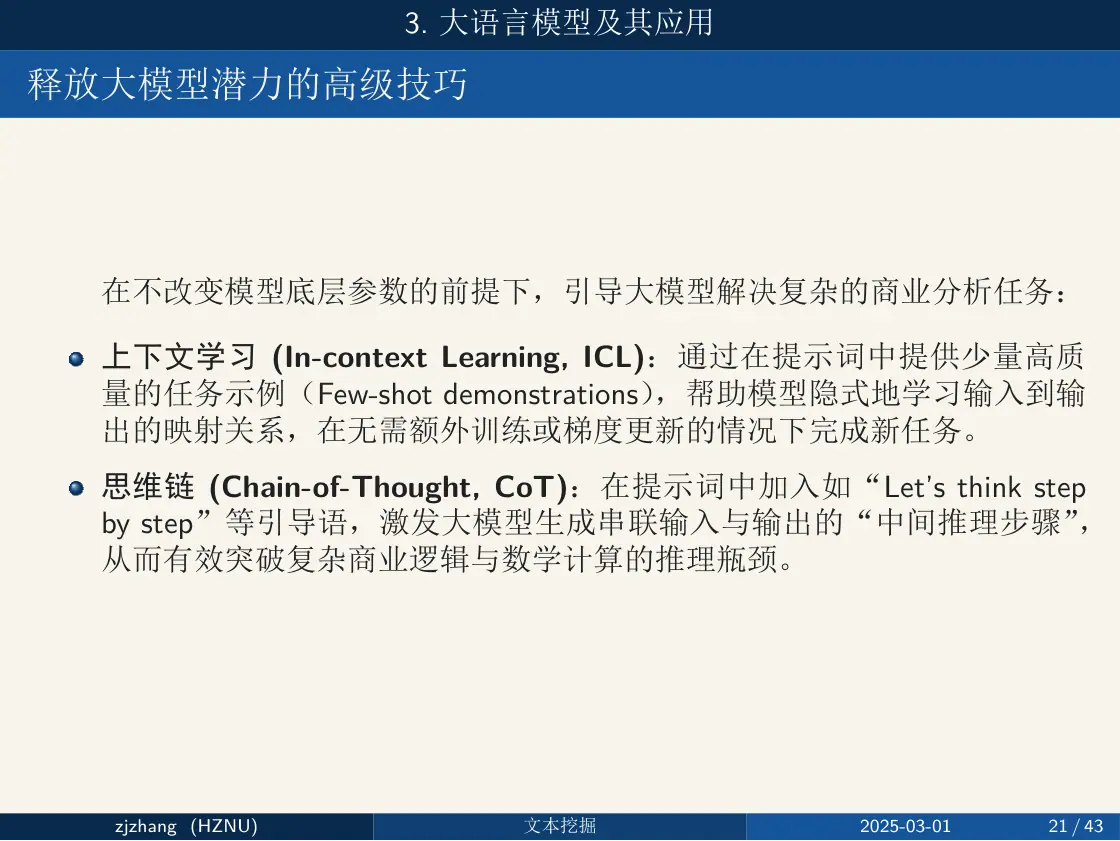 3. 大语言模型及其应用
释放大模型潜力的高级技巧
在不改变模型底层参数的前提下，引导大模型解决复杂的商业分析任务：
上下文学习 (In-context Learning, ICL)：通过在提示词中提供少量高质
量的任务示例（Few-shot demonstrations），帮助模型隐式地学习输入到输
出的映射关系，在无需额外训练或梯度更新的情况下完成新任务。
思维链 (Chain-of-Thought, CoT)：在提示词中加入如“Let's think step
by step”等引导语，激发大模型生成串联输入与输出的“中间推理步骤”，
从而有效突破复杂商业逻辑与数学计算的推理瓶颈。
zjzhang (HZNU) 文本挖掘 2025-03-01 21 / 43